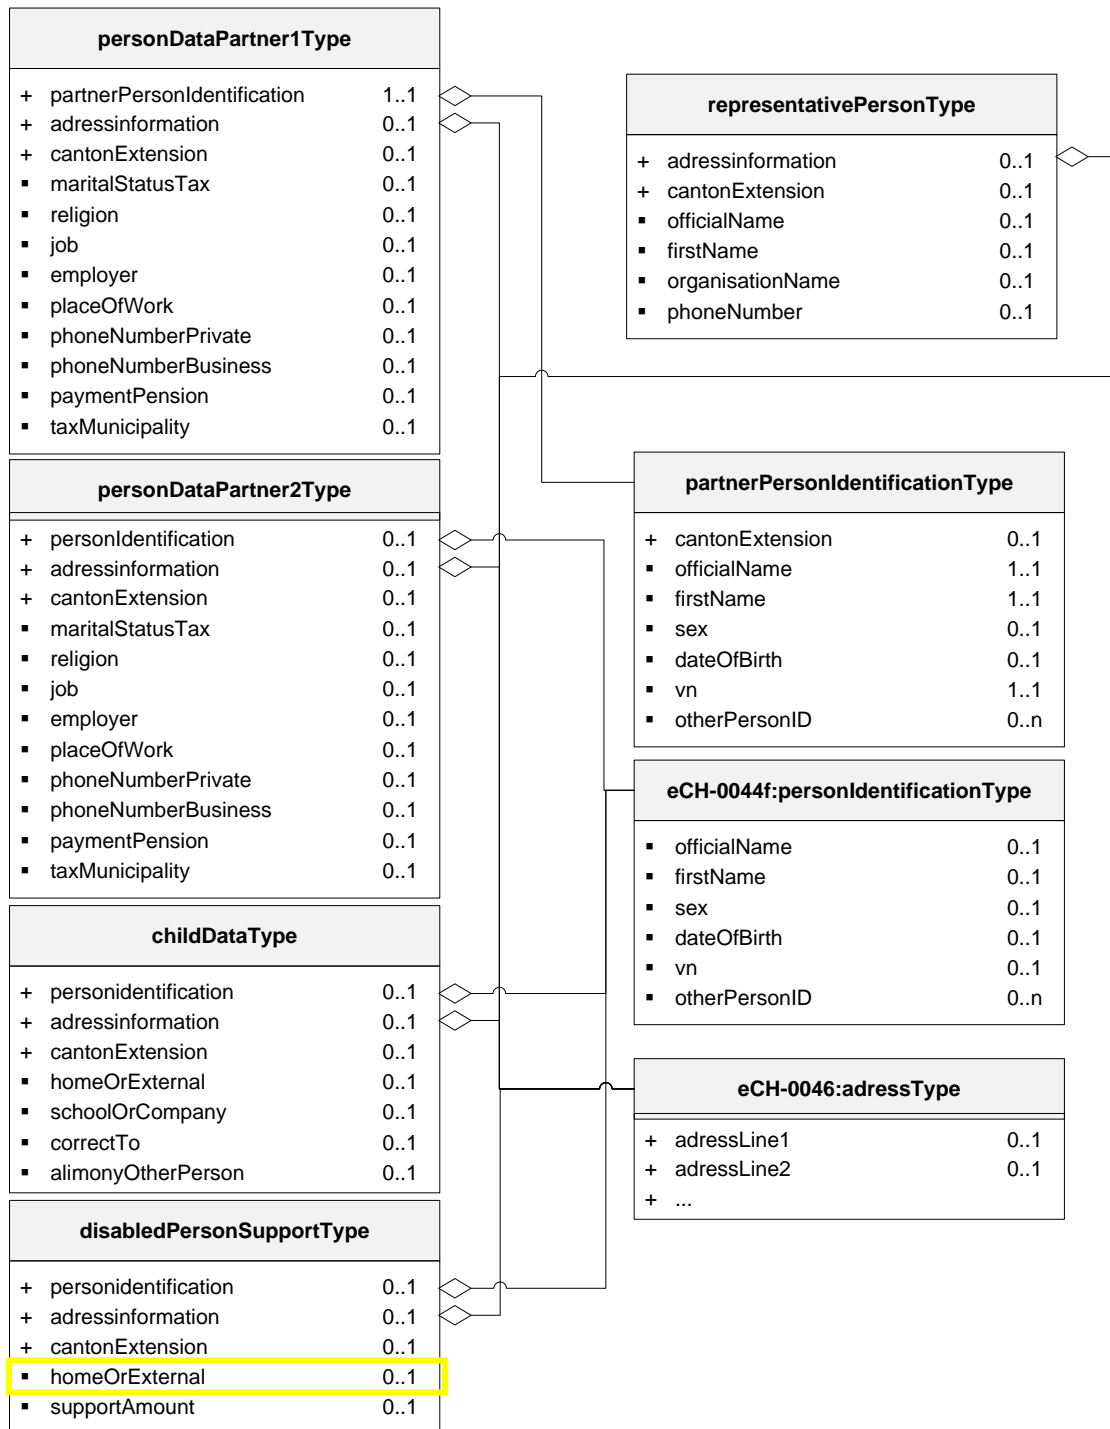 personDataPartner1Type
+ partnerPersonIdentification 1..1
+ adressinformation 0..1
+ cantonExtension 0..1
▪ maritalStatusTax 0..1
▪ religion 0..1
▪ job 0..1
▪ employer 0..1
▪ placeOfWork 0..1
▪ phoneNumberPrivate 0..1
▪ phoneNumberBusiness 0..1
▪ paymentPension 0..1
▪ taxMunicipality 0..1
personDataPartner2Type
+ personIdentification 0..1
+ adressinformation 0..1
+ cantonExtension 0..1
▪ maritalStatusTax 0..1
▪ religion 0..1
▪ job 0..1
▪ employer 0..1
▪ placeOfWork 0..1
▪ phoneNumberPrivate 0..1
▪ phoneNumberBusiness 0..1
▪ paymentPension 0..1
▪ taxMunicipality 0..1
childDataType
+ personidentification 0..1
+ adressinformation 0..1
+ cantonExtension 0..1
▪ homeOrExternal 0..1
▪ schoolOrCompany 0..1
▪ correctTo 0..1
▪ alimonyOtherPerson 0..1
disabledPersonSupportType
+ personidentification 0..1
+ adressinformation 0..1
+ cantonExtension 0..1
▪ homeOrExternal 0..1
▪ supportAmount 0..1
representativePersonType
+ adressinformation 0..1
+ cantonExtension 0..1
▪ officialName 0..1
▪ firstName 0..1
▪ organisationName 0..1
▪ phoneNumber 0..1
partnerPersonIdentificationType
+ cantonExtension 0..1
▪ officialName 1..1
▪ firstName 1..1
▪ sex 0..1
▪ dateOfBirth 0..1
▪ vn 1..1
▪ otherPersonID 0..n
eCH-0044f:personIdentificationType
▪ officialName 0..1
▪ firstName 0..1
▪ sex 0..1
▪ dateOfBirth 0..1
▪ vn 0..1
▪ otherPersonID 0..n
eCH-0046:adressType
+ adressLine1 0..1
+ adressLine2 0..1
+ ...